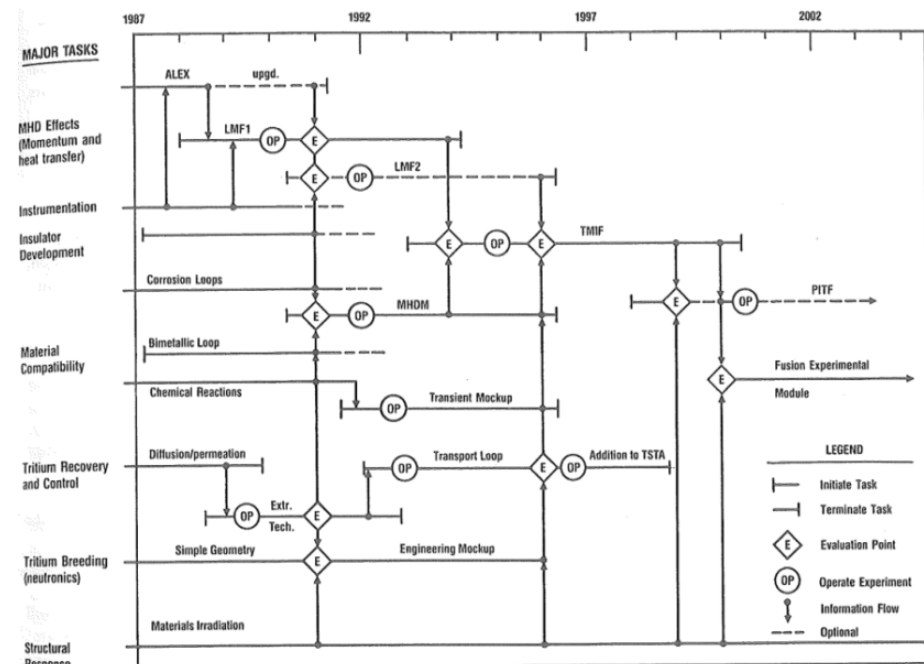 1987 1992 1997 2002
MAJOR TASKS
ALEX upgd.
MHD Effects
(Momentum and
heat transfer)
LMF1 OP E
E OP LMF2
Instrumentation
Insulator
Development
E OP E TMIF
Corrosion Loops
E OP MHDM
E OP PITF
Bimetallic Loop
Material
Compatibility
Chemical Reactions
OP Transient Mockup
E Fusion Experimental
Module
Tritium Recovery
and Control
Diffusion/permeation
OP Transport Loop E OP Addition to TSTA
OP Extr. E
Tech.
Tritium Breeding
(neutronics)
Simple Geometry E Engineering Mockup
Materials Irradiation
Structural
Response
LEGEND
Initiate Task
Terminate Task
E Evaluation Point
OP Operate Experiment
Information Flow
Optional